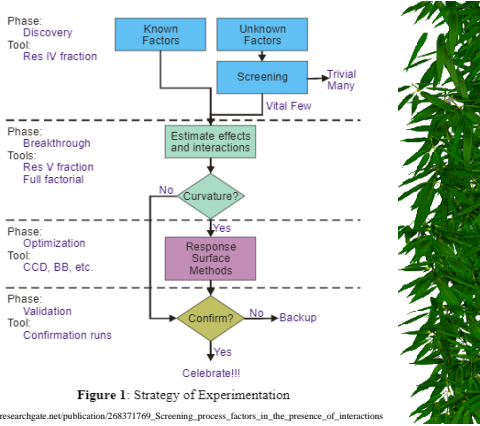 Phase:
Discovery
Tool:
Res IV fraction
Known
Factors
Unknown
Factors
Screening
Trivial
Many
Vital Few
Phase:
Breakthrough
Tools:
Res V fraction
Full factorial
Estimate effects
and interactions
No
Curvature?
Yes
Phase:
Optimization
Tool:
CCD, BB, etc.
Response
Surface
Methods
Phase:
Validation
Tool:
Confirmation runs
Confirm?
No
Backup
Yes
Celebrate!!!
Figure 1: Strategy of Experimentation
researchgate.net/publication/268371769_Screening_process_factors_in_the_presence_of_interactions